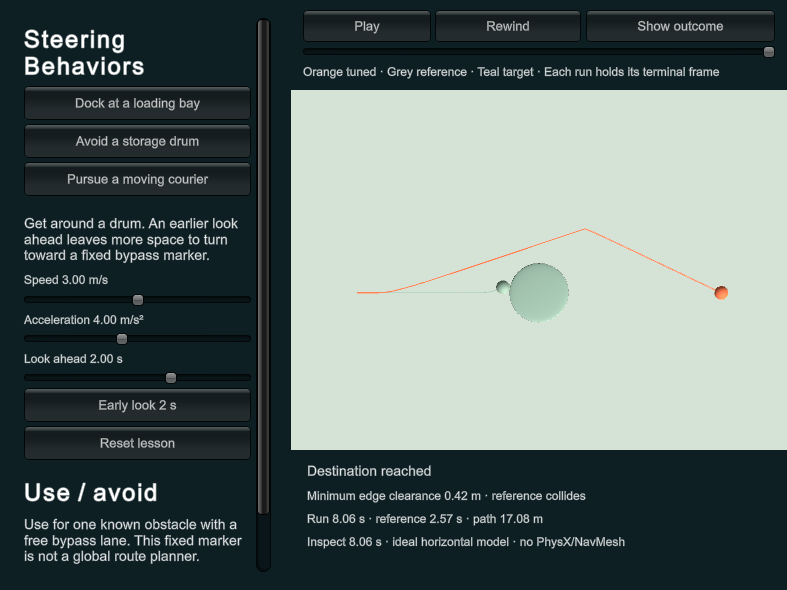 Steering
Behaviors
Dock at a loading bay
Avoid a storage drum
Pursue a moving courier
Get around a drum. An earlier look
ahead leaves more space to turn
toward a fixed bypass marker.
Speed 3.00 m/s
Acceleration 4.00 m/s²
Look ahead 2.00 s
Early look 2 s
Reset lesson
Use / avoid
Use for one known obstacle with a
free bypass lane. This fixed marker
is not a global route planner.
Play
Rewind
Show outcome
Orange tuned · Grey reference · Teal target · Each run holds its terminal frame
Destination reached
Minimum edge clearance 0.42 m · reference collides
Run 8.06 s · reference 2.57 s · path 17.08 m
Inspect 8.06 s · ideal horizontal model · no PhysX/NavMesh